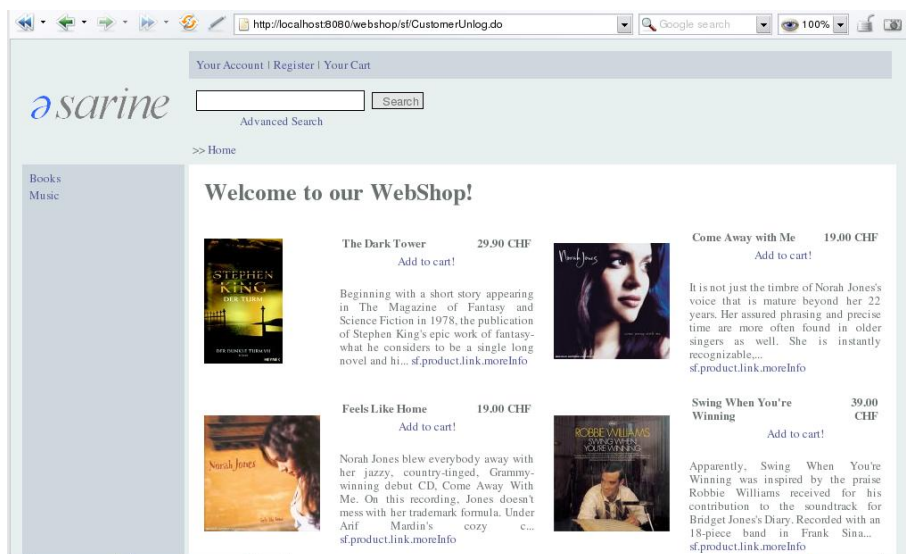 http://localhost:8080/webshop/sf/CustomerUnlog.do
Google search
100%
Your Account | Register | Your Cart
asarine
Search
Advanced Search
>> Home
Books
Music
Welcome to our WebShop!
STEPHEN
KING
DER TURM
The Dark Tower 29.90 CHF
Add to cart!
Beginning with a short story appearing
in The Magazine of Fantasy and
Science Fiction in 1978, the publication
of Stephen King's epic work of fantasy-
what he considers to be a single long
novel and hi... sf.product.link.moreInfo
Norah Jones
Come Away with Me 19.00 CHF
Add to cart!
It is not just the timbre of Norah Jones's
voice that is mature beyond her 22
years. Her assured phrasing and precise
time are more often found in older
singers as well. She is instantly
recognizable,...
sf.product.link.moreInfo
Norah Jones
Feels Like Home 19.00 CHF
Add to cart!
Norah Jones blew everybody away with
her jazzy, country-tinged, Grammy-
winning debut CD, Come Away With
Me. On this recording, Jones doesn't
mess with her trademark formula. Under
Arif Mardin's cozy c...
sf.product.link.moreInfo
ROBBIE WILLIAMS
SWING WHEN
YOU'RE WINNING
Swing When You're 39.00
Winning CHF
Add to cart!
Apparently, Swing When You're
Winning was inspired by the praise
Robbie Williams received for his
contribution to the soundtrack for
Bridget Jones's Diary. Recorded with an
18-piece band in Frank Sina...
sf.product.link.moreInfo